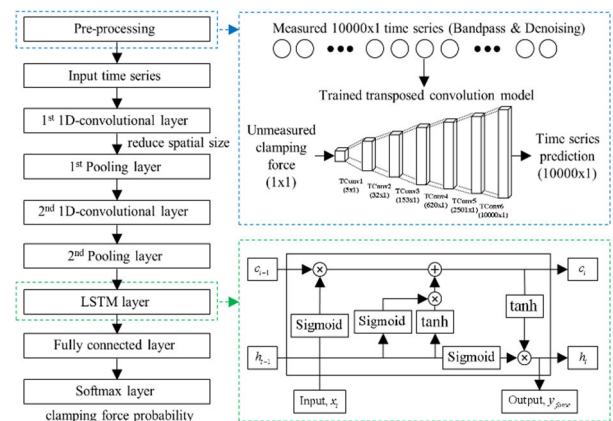 Pre-processing
Input time series
1st 1D-convolutional layer
reduce spatial size
1st Pooling layer
2nd 1D-convolutional layer
2nd Pooling layer
LSTM layer
Fully connected layer
Softmax layer
clamping force probability
Measured 10000x1 time series (Bandpass & Denoising)
Trained transposed convolution model
Unmeasured
clamping
force
(1x1)
TConv1
(5x1)
TConv2
(32x1)
TConv3
(153x1)
TConv4
(620x1)
TConv5
(2501x1)
TConv6
(10000x1)
Time series
prediction
(10000x1)
c i−1
c i
tanh
Sigmoid
Sigmoid
tanh
h i−1
Sigmoid
h i
Input, x i
Output, y force